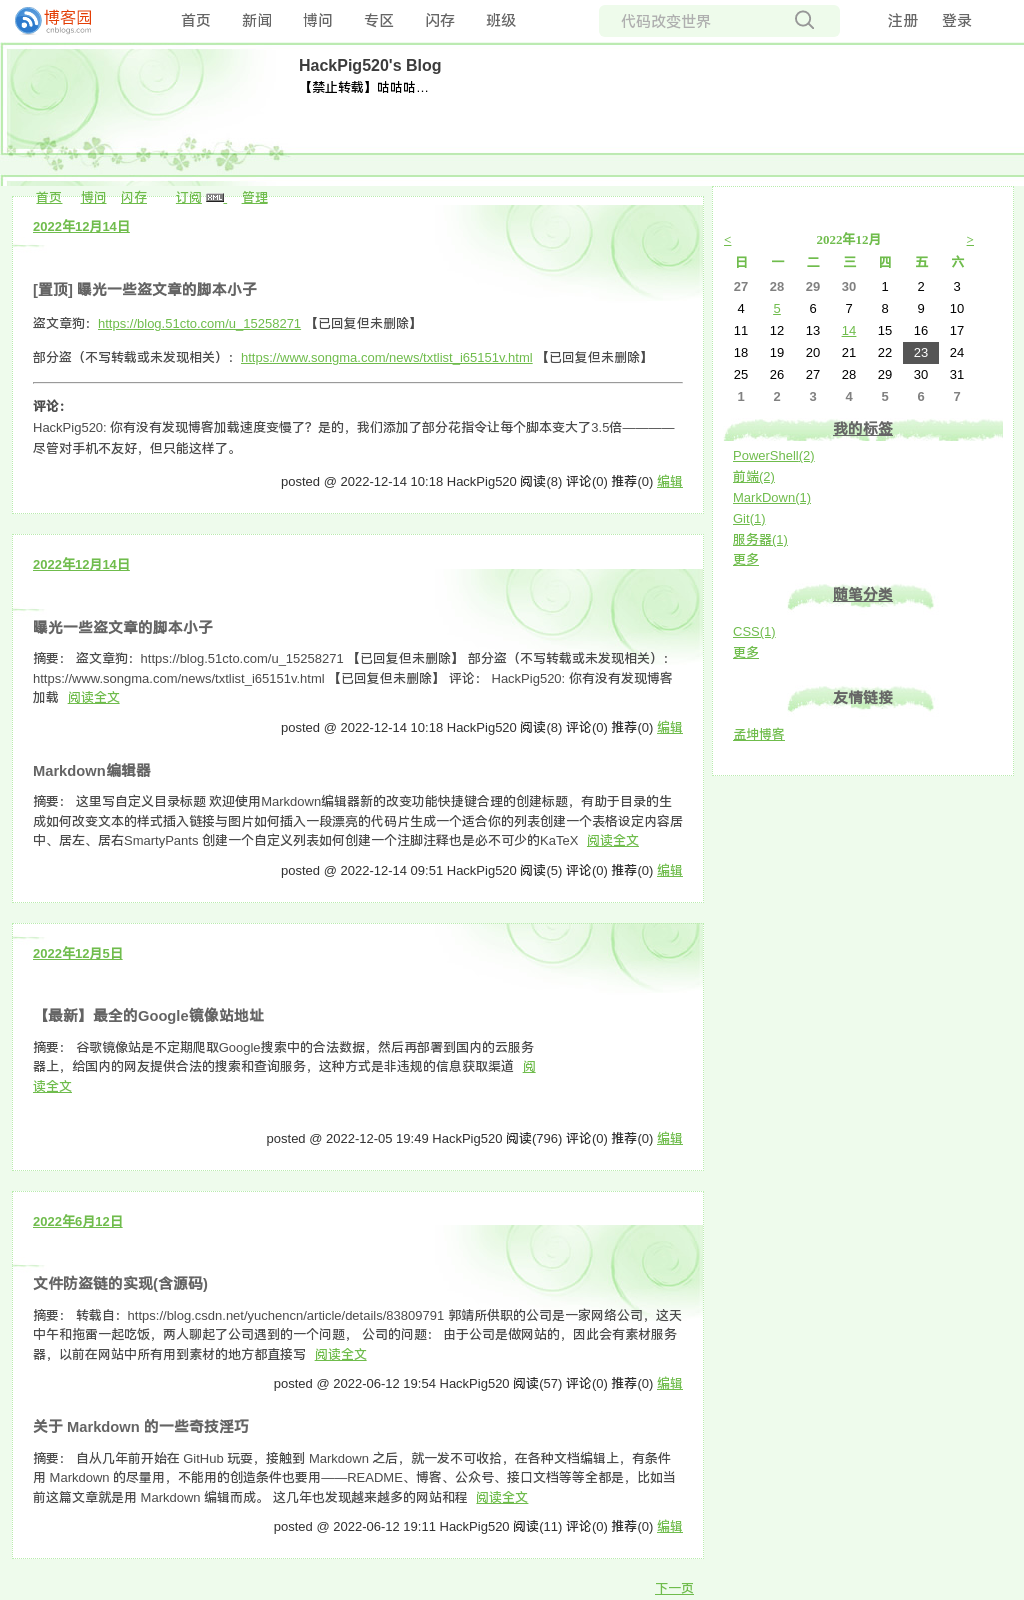 博客园
cnblogs.com
首页 新闻 博问 专区 闪存 班级
代码改变世界
注册 登录
HackPig520's Blog
【禁止转载】咕咕咕…
首页 博问 闪存 订阅 XML 管理
2022年12月14日
[置顶] 曝光一些盗文章的脚本小子
盗文章狗：https://blog.51cto.com/u_15258271 【已回复但未删除】
部分盗（不写转载或未发现相关）：https://www.songma.com/news/txtlist_i65151v.html 【已回复但未删除】
评论：
HackPig520: 你有没有发现博客加载速度变慢了？是的，我们添加了部分花指令让每个脚本变大了3.5倍————
尽管对手机不友好，但只能这样了。
posted @ 2022-12-14 10:18 HackPig520 阅读(8) 评论(0) 推荐(0) 编辑
2022年12月14日
曝光一些盗文章的脚本小子
摘要： 盗文章狗：https://blog.51cto.com/u_15258271 【已回复但未删除】 部分盗（不写转载或未发现相关）：
https://www.songma.com/news/txtlist_i65151v.html 【已回复但未删除】 评论： HackPig520: 你有没有发现博客
加载 阅读全文
posted @ 2022-12-14 10:18 HackPig520 阅读(8) 评论(0) 推荐(0) 编辑
Markdown编辑器
摘要： 这里写自定义目录标题 欢迎使用Markdown编辑器新的改变功能快捷键合理的创建标题，有助于目录的生
成如何改变文本的样式插入链接与图片如何插入一段漂亮的代码片生成一个适合你的列表创建一个表格设定内容居
中、居左、居右SmartyPants 创建一个自定义列表如何创建一个注脚注释也是必不可少的KaTeX 阅读全文
posted @ 2022-12-14 09:51 HackPig520 阅读(5) 评论(0) 推荐(0) 编辑
2022年12月5日
【最新】最全的Google镜像站地址
摘要： 谷歌镜像站是不定期爬取Google搜索中的合法数据，然后再部署到国内的云服务
器上，给国内的网友提供合法的搜索和查询服务，这种方式是非违规的信息获取渠道 阅
读全文
posted @ 2022-12-05 19:49 HackPig520 阅读(796) 评论(0) 推荐(0) 编辑
2022年6月12日
文件防盗链的实现(含源码)
摘要： 转载自：https://blog.csdn.net/yuchencn/article/details/83809791 郭靖所供职的公司是一家网络公司，这天
中午和拖雷一起吃饭，两人聊起了公司遇到的一个问题， 公司的问题： 由于公司是做网站的，因此会有素材服务
器，以前在网站中所有用到素材的地方都直接写 阅读全文
posted @ 2022-06-12 19:54 HackPig520 阅读(57) 评论(0) 推荐(0) 编辑
关于 Markdown 的一些奇技淫巧
摘要： 自从几年前开始在 GitHub 玩耍，接触到 Markdown 之后，就一发不可收拾，在各种文档编辑上，有条件
用 Markdown 的尽量用，不能用的创造条件也要用——README、博客、公众号、接口文档等等全都是，比如当
前这篇文章就是用 Markdown 编辑而成。 这几年也发现越来越多的网站和程 阅读全文
posted @ 2022-06-12 19:11 HackPig520 阅读(11) 评论(0) 推荐(0) 编辑
下一页
< 2022年12月 >
日 一 二 三 四 五 六
27 28 29 30 1 2 3
4 5 6 7 8 9 10
11 12 13 14 15 16 17
18 19 20 21 22 23 24
25 26 27 28 29 30 31
1 2 3 4 5 6 7
我的标签
PowerShell(2)
前端(2)
MarkDown(1)
Git(1)
服务器(1)
更多
随笔分类
CSS(1)
更多
友情链接
孟坤博客